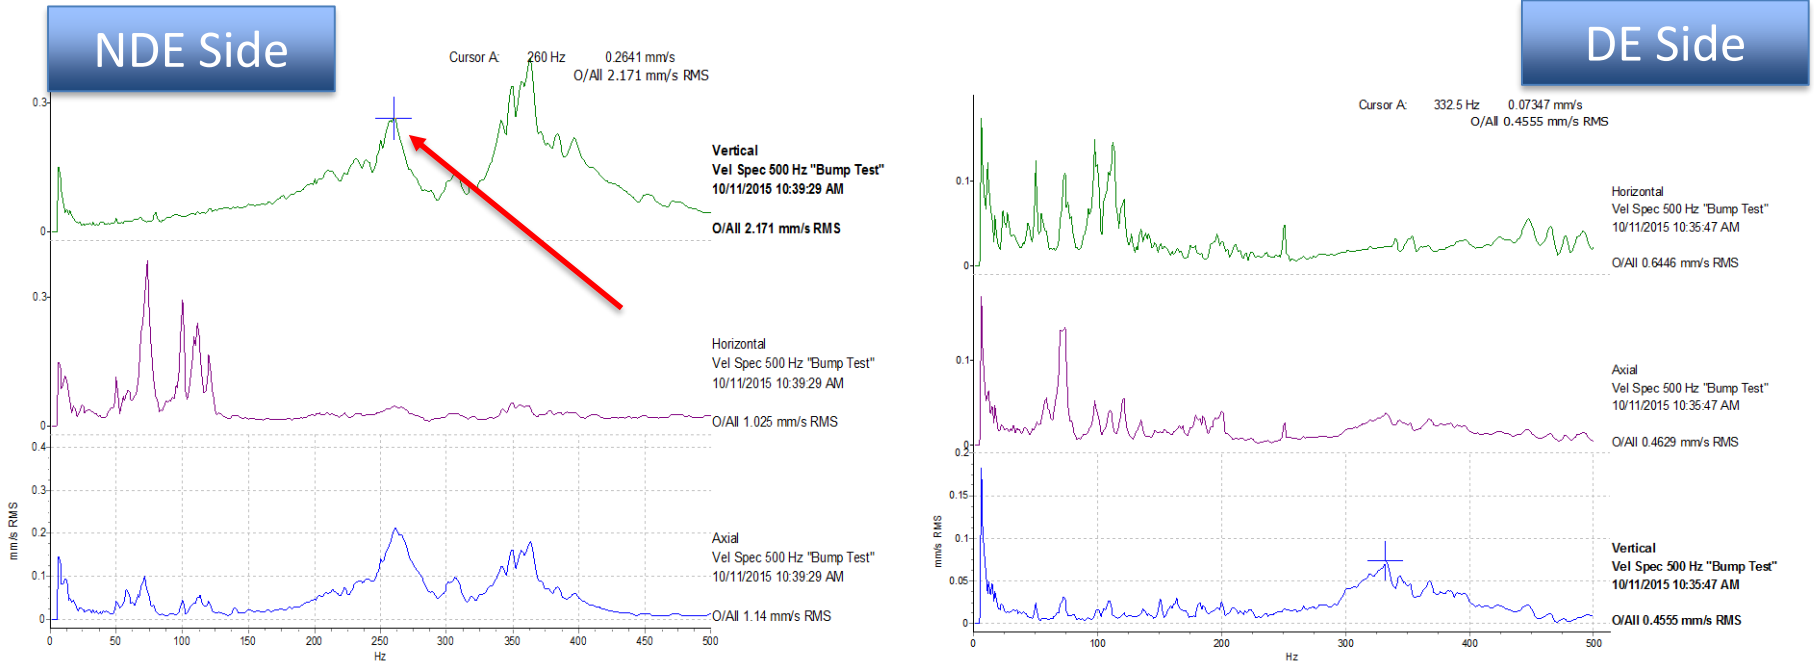 NDE Side
Cursor A: 260 Hz 0.2641 mm/s
O/All 2.171 mm/s RMS
0.3
0
Vertical
Vel Spec 500 Hz "Bump Test"
10/11/2015 10:39:29 AM
O/All 2.171 mm/s RMS
0.3
0
Horizontal
Vel Spec 500 Hz "Bump Test"
10/11/2015 10:39:29 AM
O/All 1.025 mm/s RMS
0.4
0.3
0.2
0.1
0
mm/s RMS
Axial
Vel Spec 500 Hz "Bump Test"
10/11/2015 10:39:29 AM
O/All 1.14 mm/s RMS
0 50 100 150 200 250 300 350 400 450 500
Hz
DE Side
Cursor A: 332.5 Hz 0.07347 mm/s
O/All 0.4555 mm/s RMS
0.1
0
Horizontal
Vel Spec 500 Hz "Bump Test"
10/11/2015 10:35:47 AM
O/All 0.6446 mm/s RMS
0.1
0
Axial
Vel Spec 500 Hz "Bump Test"
10/11/2015 10:35:47 AM
O/All 0.4629 mm/s RMS
0.2
0.15
0.1
0.05
0
mm/s RMS
Vertical
Vel Spec 500 Hz "Bump Test"
10/11/2015 10:35:47 AM
O/All 0.4555 mm/s RMS
0 100 200 300 400 500
Hz